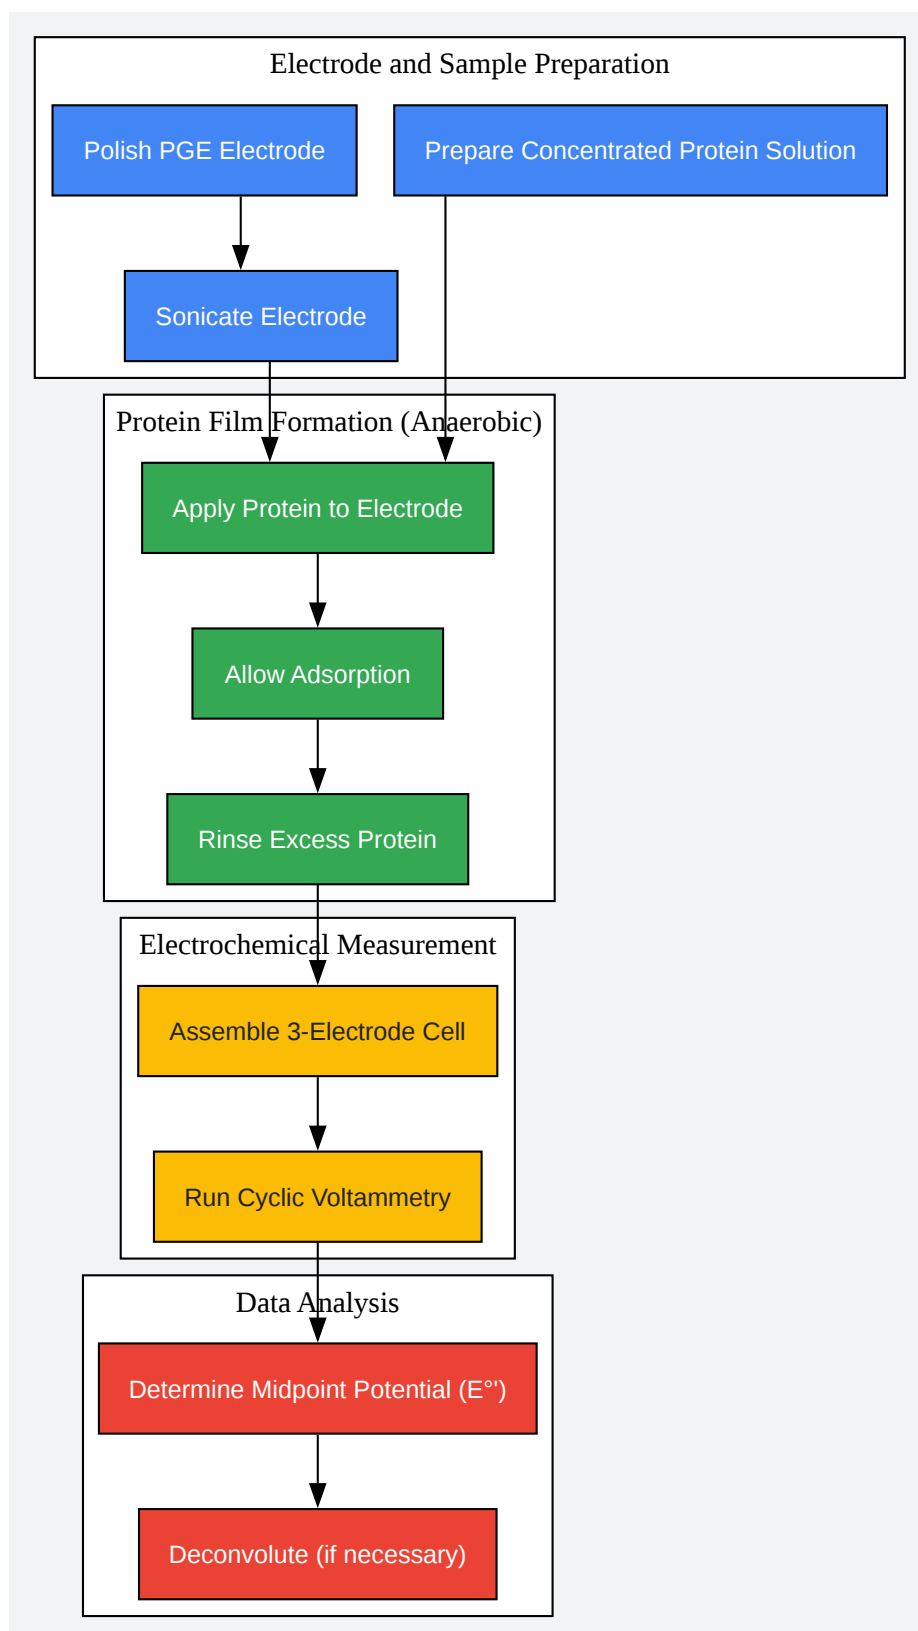 Electrode and Sample Preparation
Polish PGE Electrode
Prepare Concentrated Protein Solution
Sonicate Electrode
Protein Film Formation (Anaerobic)
Apply Protein to Electrode
Allow Adsorption
Rinse Excess Protein
Electrochemical Measurement
Assemble 3-Electrode Cell
Run Cyclic Voltammetry
Data Analysis
Determine Midpoint Potential (E°')
Deconvolute (if necessary)